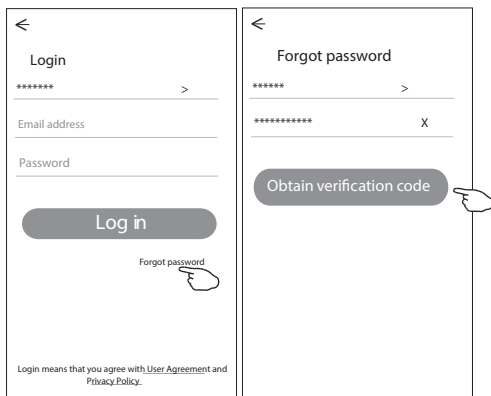 Login
******* >
Email address
Password
Log in
Forgot password
Login means that you agree with User Agreement and
Privacy Policy
Forgot password
****** >
*********** X
Obtain verification code